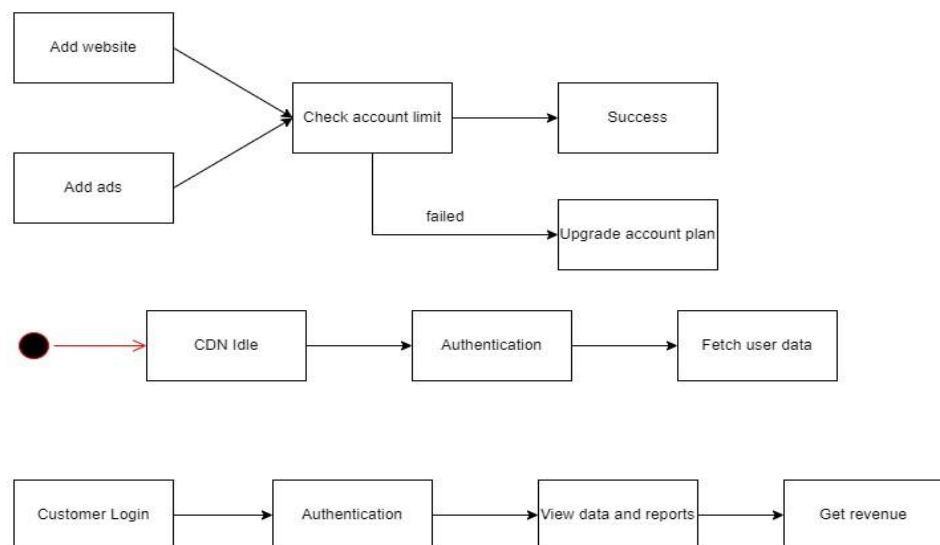 Add website
Check account limit
Success
Add ads
failed
Upgrade account plan
CDN Idle
Authentication
Fetch user data
Customer Login
Authentication
View data and reports
Get revenue